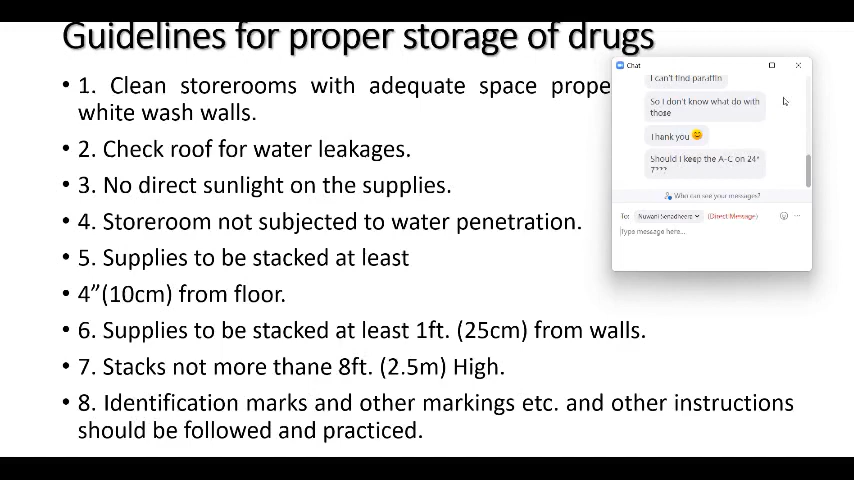 Guidelines for proper storage of drugs
• 1. Clean storerooms with adequate space prope
white wash walls.
• 2. Check roof for water leakages.
• 3. No direct sunlight on the supplies.
• 4. Storeroom not subjected to water penetration.
• 5. Supplies to be stacked at least
• 4”(10cm) from floor.
• 6. Supplies to be stacked at least 1ft. (25cm) from walls.
• 7. Stacks not more thane 8ft. (2.5m) High.
• 8. Identification marks and other markings etc. and other instructions
should be followed and practiced.
Chat
I can't find paraffin
So I don't know what do with
those
Thank you 😊
Should I keep the A-C on 24*
7???
Who can see your messages?
To: Nuwani Senadheera (Direct Message)
Type message here...